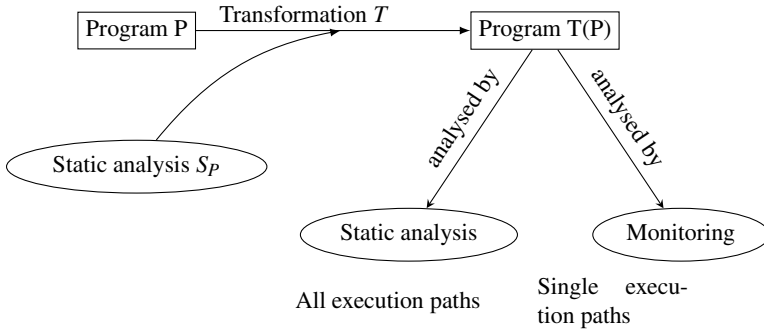 Transformation T
Program P
Program T(P)
analysed by
analysed by
Static analysis S_P
Static analysis
Monitoring
All execution paths
Single execu-
tion paths